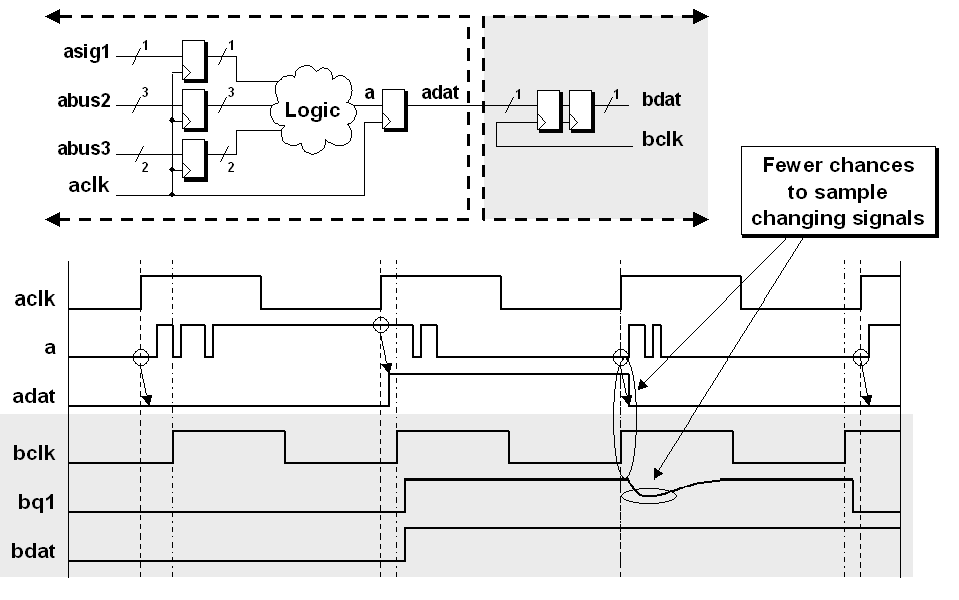 asig1 1 1
abus2 3 3 Logic a adat 1 1 bdat
bclk
abus3 2 2
aclk
Fewer chances
to sample
changing signals
aclk
a
adat
bclk
bq1
bdat